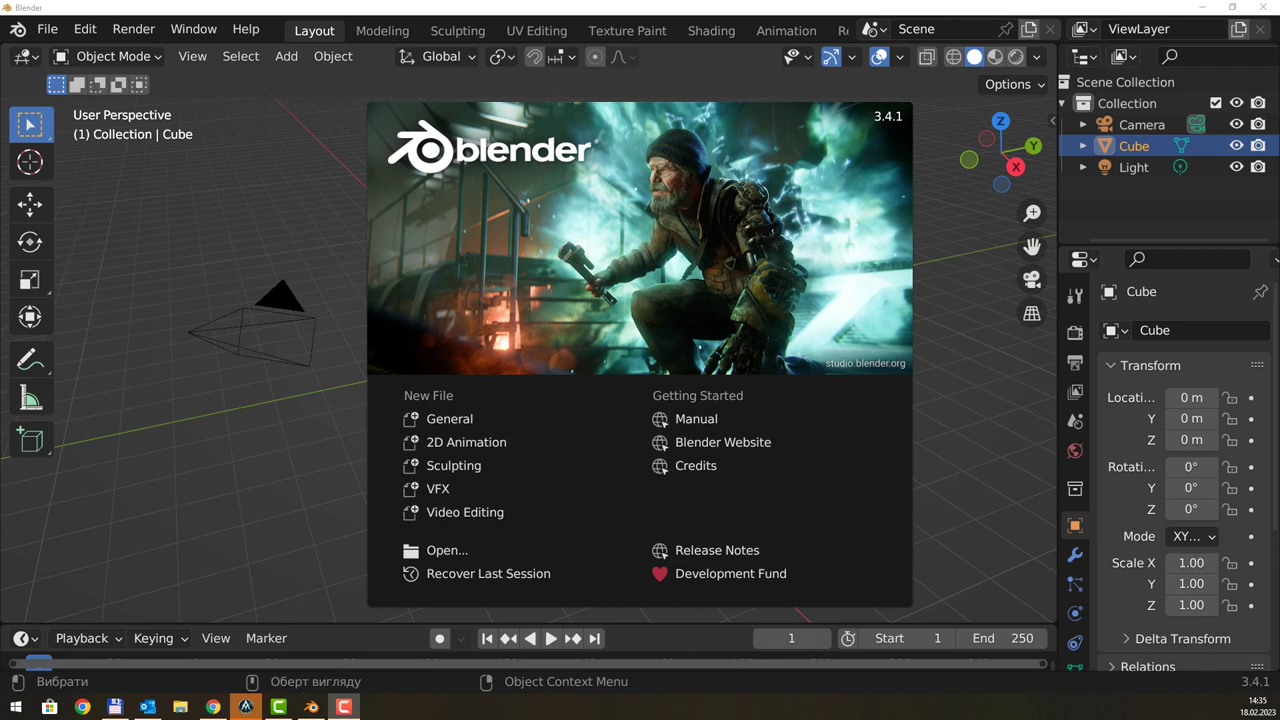 Blender
File Edit Render Window Help Layout Modeling Sculpting UV Editing Texture Paint Shading Animation Scene ViewLayer
Object Mode View Select Add Object Global
Options
User Perspective
(1) Collection | Cube
Scene Collection
Collection
Camera
Cube
Light
Z
Y
X
blender
3.4.1
studio.blender.org
New File
General
2D Animation
Sculpting
VFX
Video Editing
Open...
Recover Last Session
Getting Started
Manual
Blender Website
Credits
Release Notes
Development Fund
Cube
Cube
Transform
Locati... 0 m
Y 0 m
Z 0 m
Rotati... 0°
Y 0°
Z 0°
Mode XY...
Scale X 1.00
Y 1.00
Z 1.00
Delta Transform
Relations
Playback Keying View Marker 1 Start 1 End 250
Вибрати Оберт вигляду Object Context Menu 3.4.1
14:35
18.02.2023